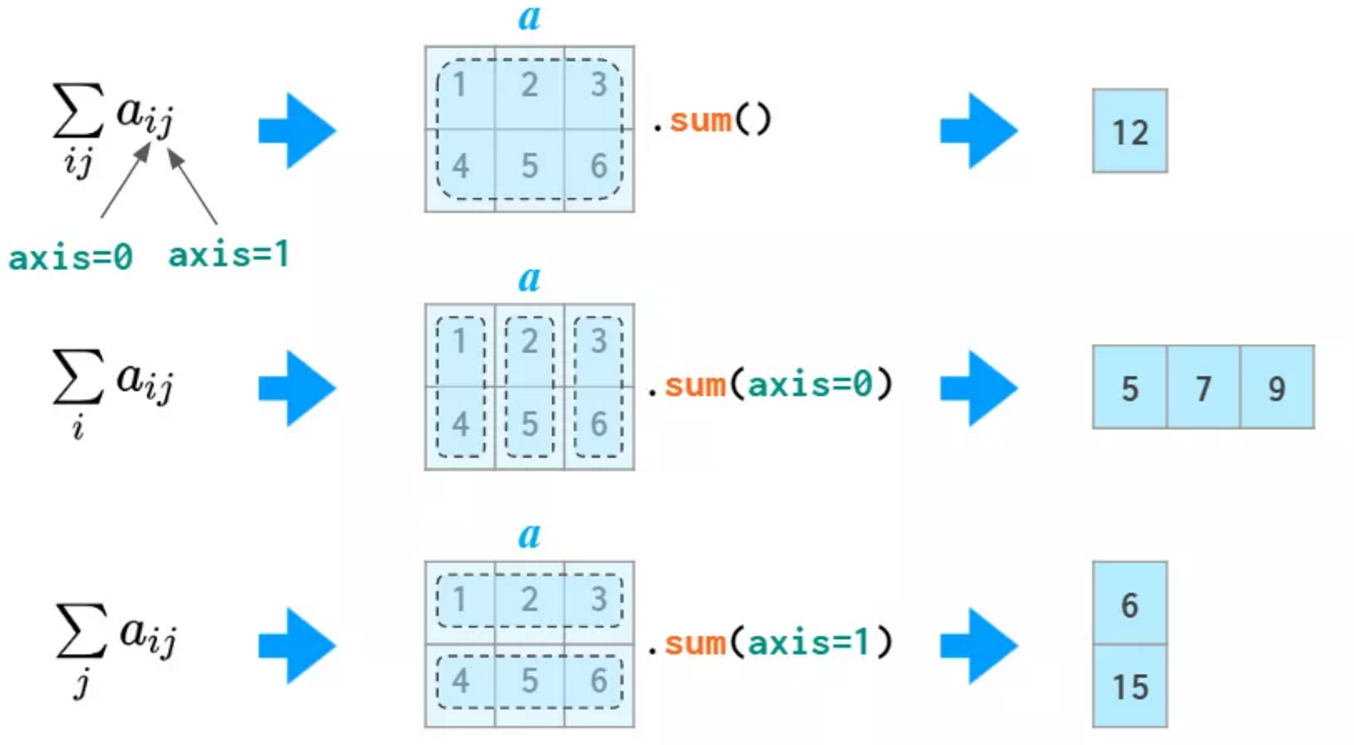 a
∑ij aij
1 2 3
4 5 6
.sum()
12
axis=0 axis=1
a
∑i aij
1 2 3
4 5 6
.sum(axis=0)
5 7 9
a
∑j aij
1 2 3
4 5 6
.sum(axis=1)
6
15